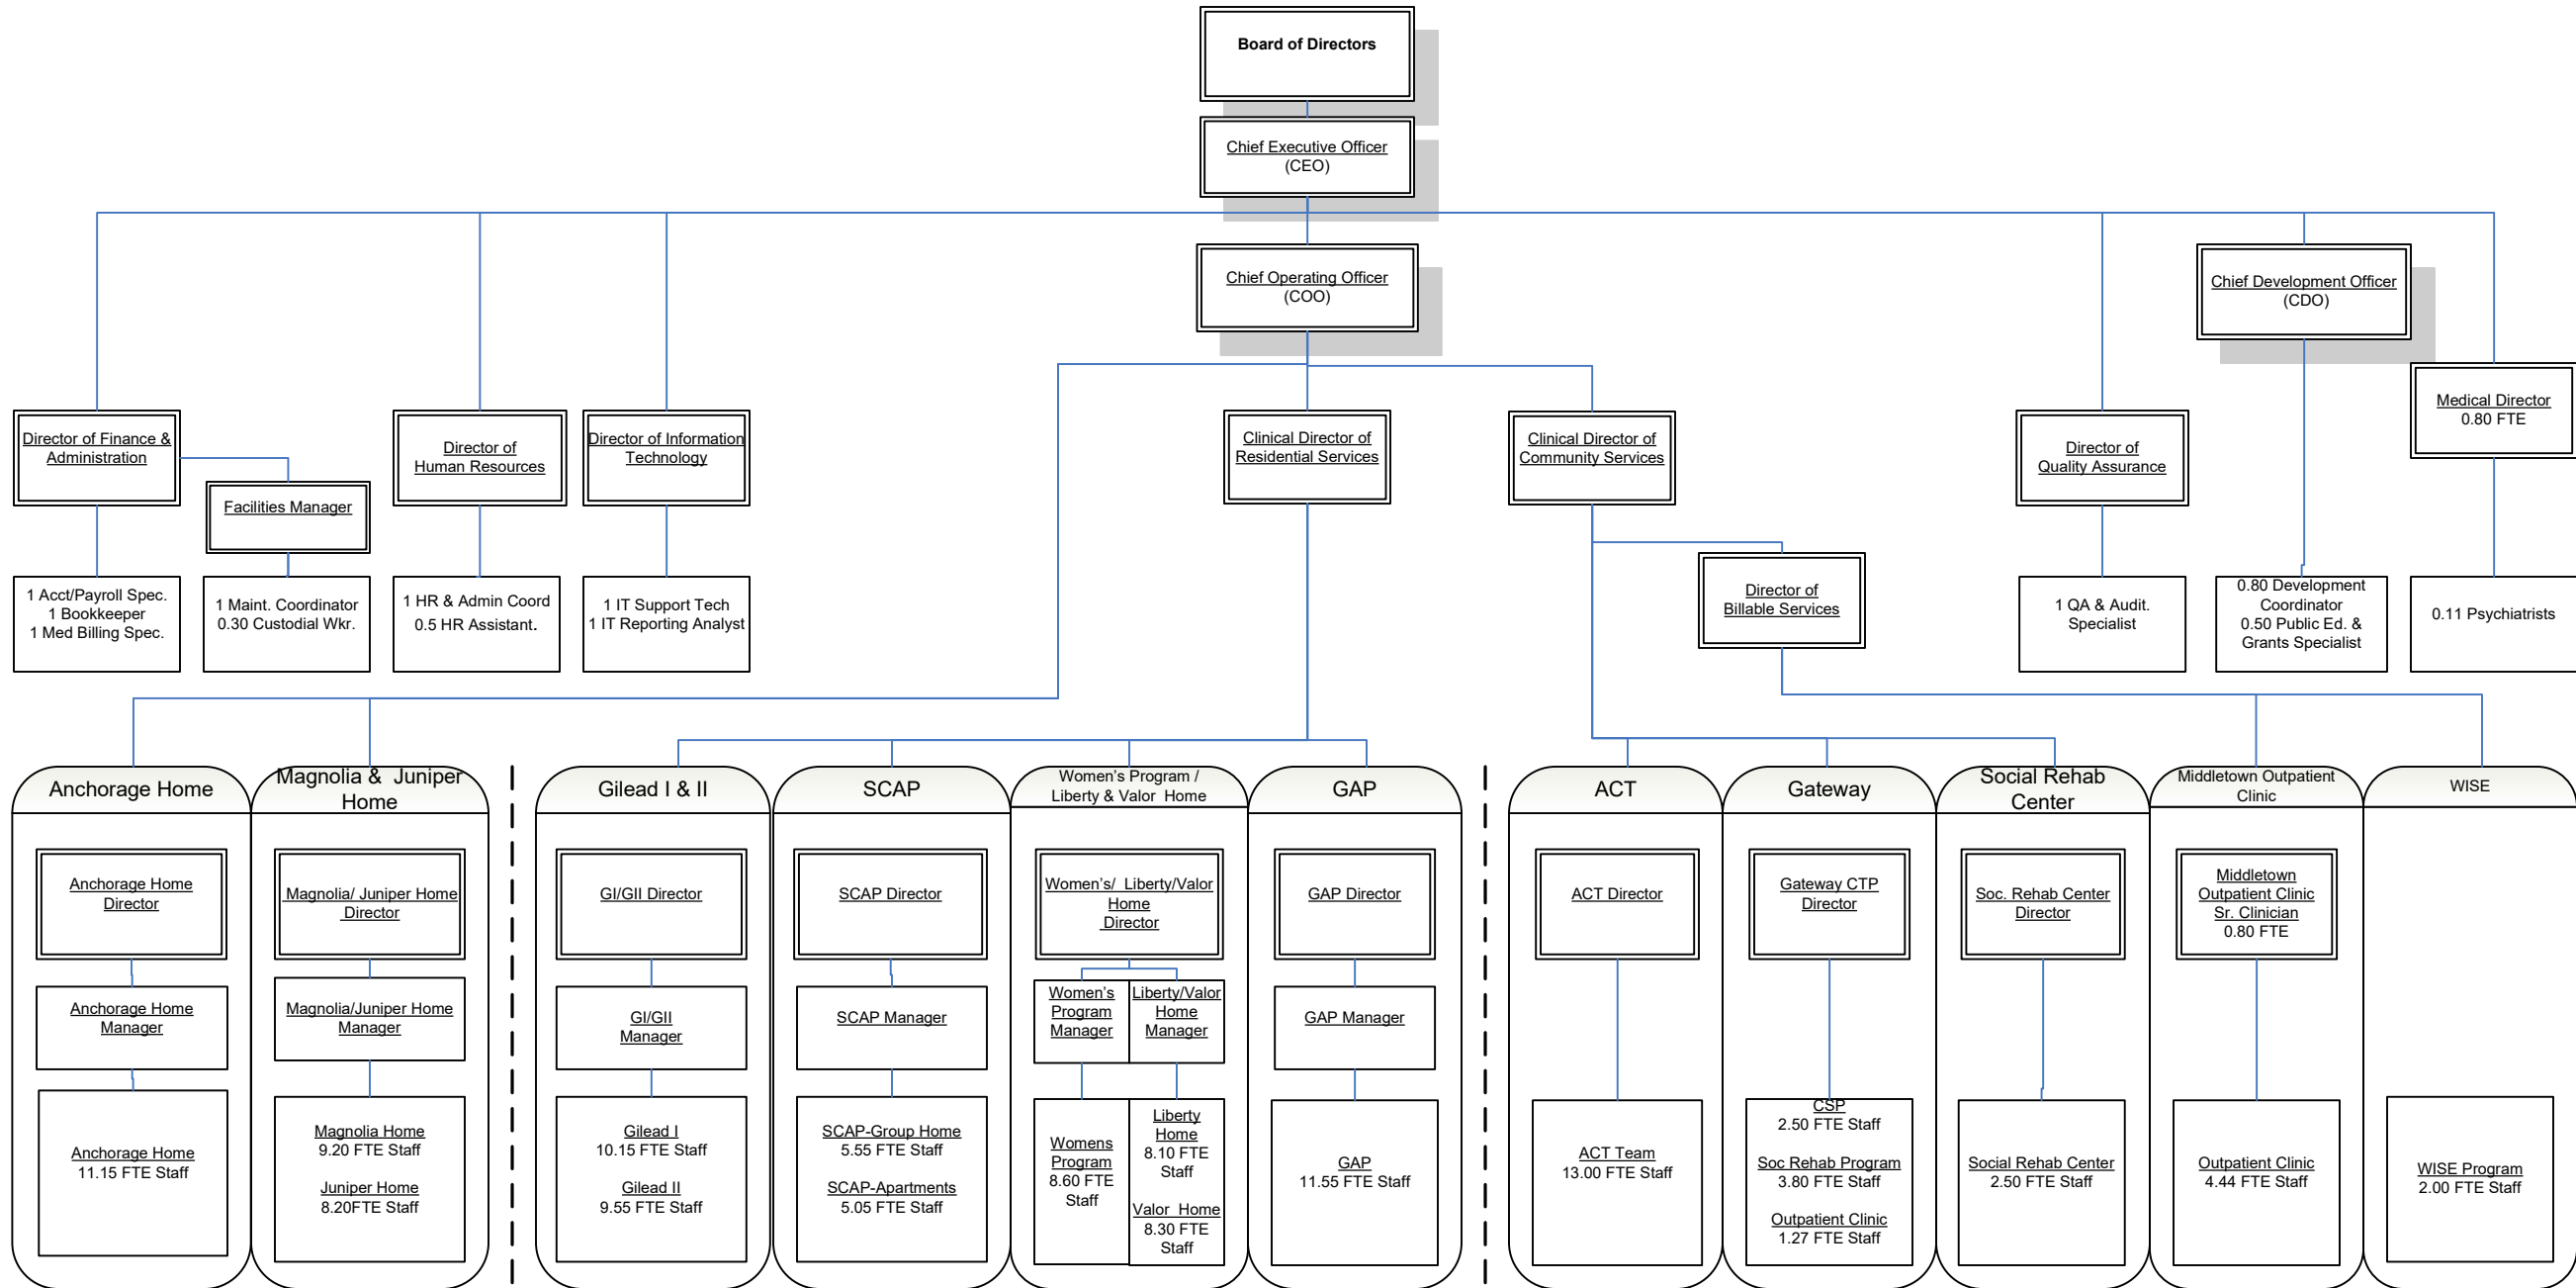 Board of Directors
Chief Executive Officer
(CEO)
Chief Operating Officer
(COO)
Chief Development Officer
(CDO)
Medical Director
0.80 FTE
Director of Finance &
Administration
Facilities Manager
Director of
Human Resources
Director of Information
Technology
Clinical Director of
Residential Services
Clinical Director of
Community Services
Director of
Billable Services
Director of
Quality Assurance
1 Acct/Payroll Spec.
1 Bookkeeper
1 Med Billing Spec.
1 Maint. Coordinator
0.30 Custodial Wkr.
1 HR & Admin Coord
0.5 HR Assistant.
1 IT Support Tech
1 IT Reporting Analyst
1 QA & Audit.
Specialist
0.80 Development
Coordinator
0.50 Public Ed. &
Grants Specialist
0.11 Psychiatrists
Anchorage Home
Anchorage Home
Director
Anchorage Home
Manager
Anchorage Home
11.15 FTE Staff
Magnolia & Juniper
Home
Magnolia/ Juniper Home
Director
Magnolia/Juniper Home
Manager
Magnolia Home
9.20 FTE Staff
Juniper Home
8.20FTE Staff
Gilead I & II
GI/GII Director
GI/GII
Manager
Gilead I
10.15 FTE Staff
Gilead II
9.55 FTE Staff
SCAP
SCAP Director
SCAP Manager
SCAP-Group Home
5.55 FTE Staff
SCAP-Apartments
5.05 FTE Staff
Women's Program /
Liberty & Valor Home
Women's/ Liberty/Valor
Home
Director
Women's
Program
Manager
Liberty/Valor
Home
Manager
Womens
Program
8.60 FTE
Staff
Liberty
Home
8.10 FTE
Staff
Valor Home
8.30 FTE
Staff
GAP
GAP Director
GAP Manager
GAP
11.55 FTE Staff
ACT
ACT Director
ACT Team
13.00 FTE Staff
Gateway
Gateway CTP
Director
CSP
2.50 FTE Staff
Soc Rehab Program
3.80 FTE Staff
Outpatient Clinic
1.27 FTE Staff
Social Rehab
Center
Soc. Rehab Center
Director
Social Rehab Center
2.50 FTE Staff
Middletown Outpatient
Clinic
Middletown
Outpatient Clinic
Sr. Clinician
0.80 FTE
Outpatient Clinic
4.44 FTE Staff
WISE
WISE Program
2.00 FTE Staff